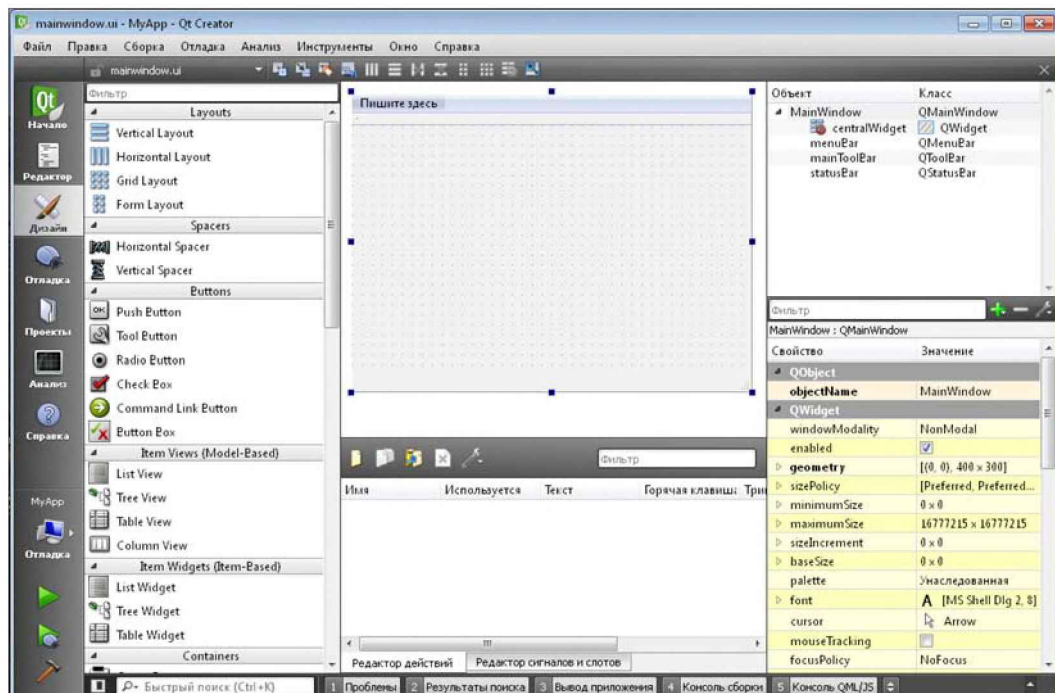 mainwindow.ui - MyApp - Qt Creator
Файл Правка Сборка Отладка Анализ Инструменты Окно Справка
mainwindow.ui
Начало
Редактор
Дизайн
Отладка
Проекты
Анализ
Справка
MyApp
Отладка
Фильтр
Layouts
Vertical Layout
Horizontal Layout
Grid Layout
Form Layout
Spacers
Horizontal Spacer
Vertical Spacer
Buttons
Push Button
Tool Button
Radio Button
Check Box
Command Link Button
Button Box
Item Views (Model-Based)
List View
Tree View
Table View
Column View
Item Widgets (Item-Based)
List Widget
Tree Widget
Table Widget
Containers
Пишите здесь
Фильтр
Имя Используется Текст Горячая клавиш Три
Редактор действий Редактор сигналов и слотов
Объект Класс
MainWindow QMainWindow
centralWidget QWidget
menuBar QMenuBar
mainToolBar QToolBar
statusBar QStatusBar
Фильтр
MainWindow : QMainWindow
Свойство Значение
QObject
objectName MainWindow
QWidget
windowModality NonModal
enabled
geometry [(0, 0), 400 x 300]
sizePolicy [Preferred, Preferred...
minimumSize 0 x 0
maximumSize 16777215 x 16777215
sizeIncrement 0 x 0
baseSize 0 x 0
palette Унаследованная
font A [MS Shell Dlg 2, 8]
cursor Arrow
mouseTracking
focusPolicy NoFocus
Быстрый поиск (Ctrl+K) 1 Проблемы 2 Результаты поиска 3 Вывод приложения 4 Консоль сборки 5 Консоль QML/JS